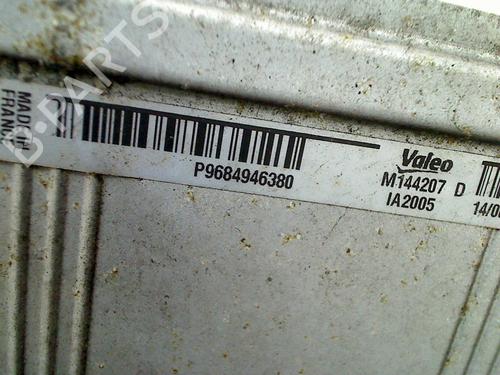 MADE IN
FRANCE
P9684946380
Valeo
M144207 D
IA2005
14/0
B-PARTS